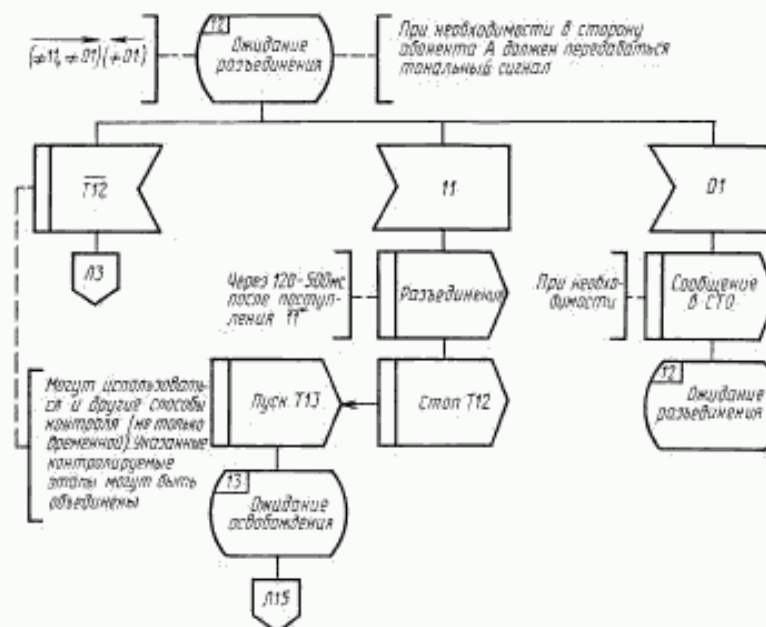 (≠11, ≠01)(+01)
12
Ожидание
разъединения
При необходимости в сторону
абонента А должен передаваться
тональный сигнал
T12
11
01
Л3
Через 120-500мс
после поступ-
ления 11"
Разъединения
При необхо-
димости
Сообщение
в СТО
Могут использовать-
ся и другие способы
контроля (не только
временной). Указанные
контролируемые
этапы могут быть
объединены
Пуск T13
Стоп T12
12
Ожидание
разъединения
13
Ожидание
освобождения
Л15